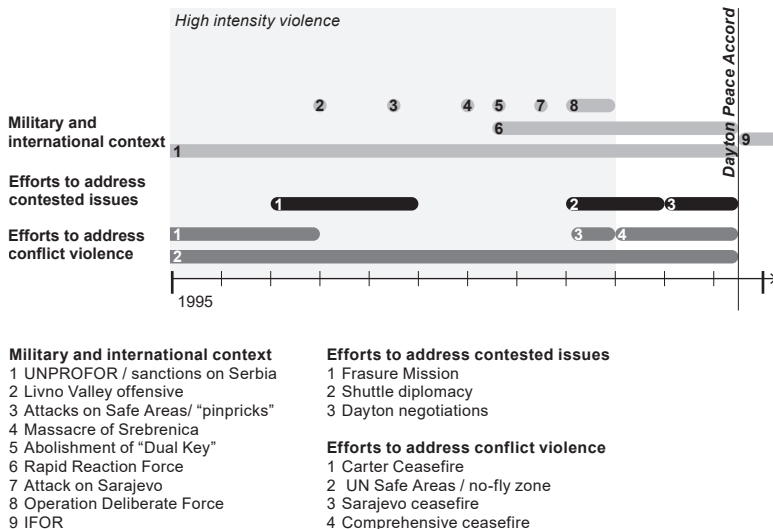 High intensity violence
Dayton Peace Accord
2 3 4 5 7 8
6
Military and
international context
9
1
Efforts to address
contested issues
1 2 3
Efforts to address
conflict violence
1 3 4
2
1995
Military and international context
1 UNPROFOR / sanctions on Serbia
2 Livno Valley offensive
3 Attacks on Safe Areas/ “pinpricks”
4 Massacre of Srebrenica
5 Abolishment of “Dual Key”
6 Rapid Reaction Force
7 Attack on Sarajevo
8 Operation Deliberate Force
9 IFOR
Efforts to address contested issues
1 Frasure Mission
2 Shuttle diplomacy
3 Dayton negotiations
Efforts to address conflict violence
1 Carter Ceasefire
2 UN Safe Areas / no-fly zone
3 Sarajevo ceasefire
4 Comprehensive ceasefire